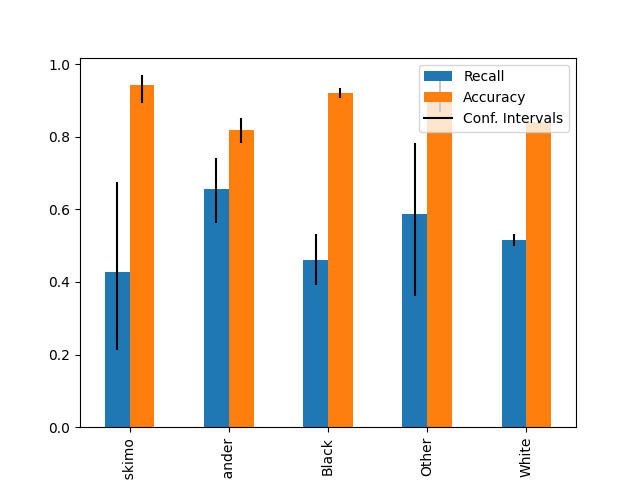 1.0
0.8
0.6
0.4
0.2
0.0
Recall
Accuracy
Conf. Intervals
skimo
ander
Black
Other
White